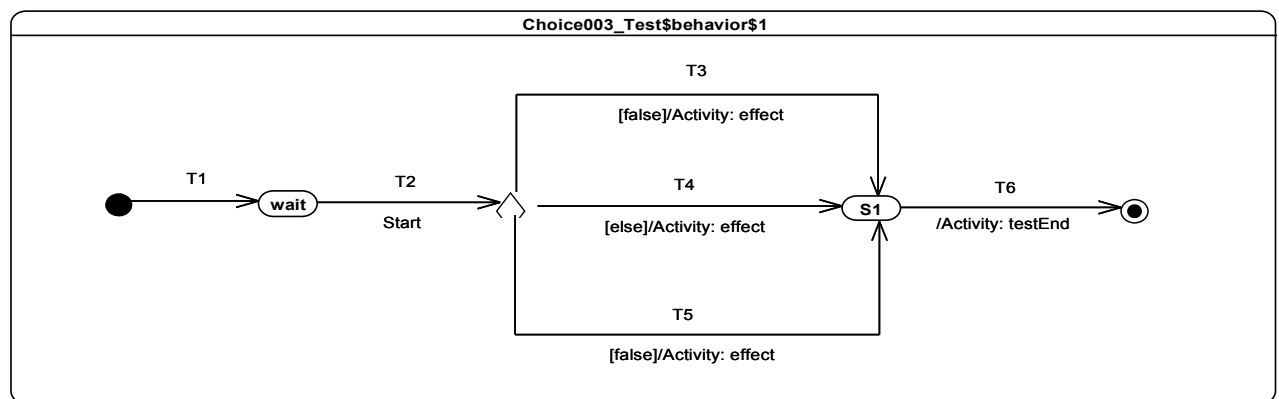 Choice003_Test$behavior$1
T3
[false]/Activity: effect
T1
wait
T2
Start
T4
[else]/Activity: effect
S1
T6
/Activity: testEnd
T5
[false]/Activity: effect